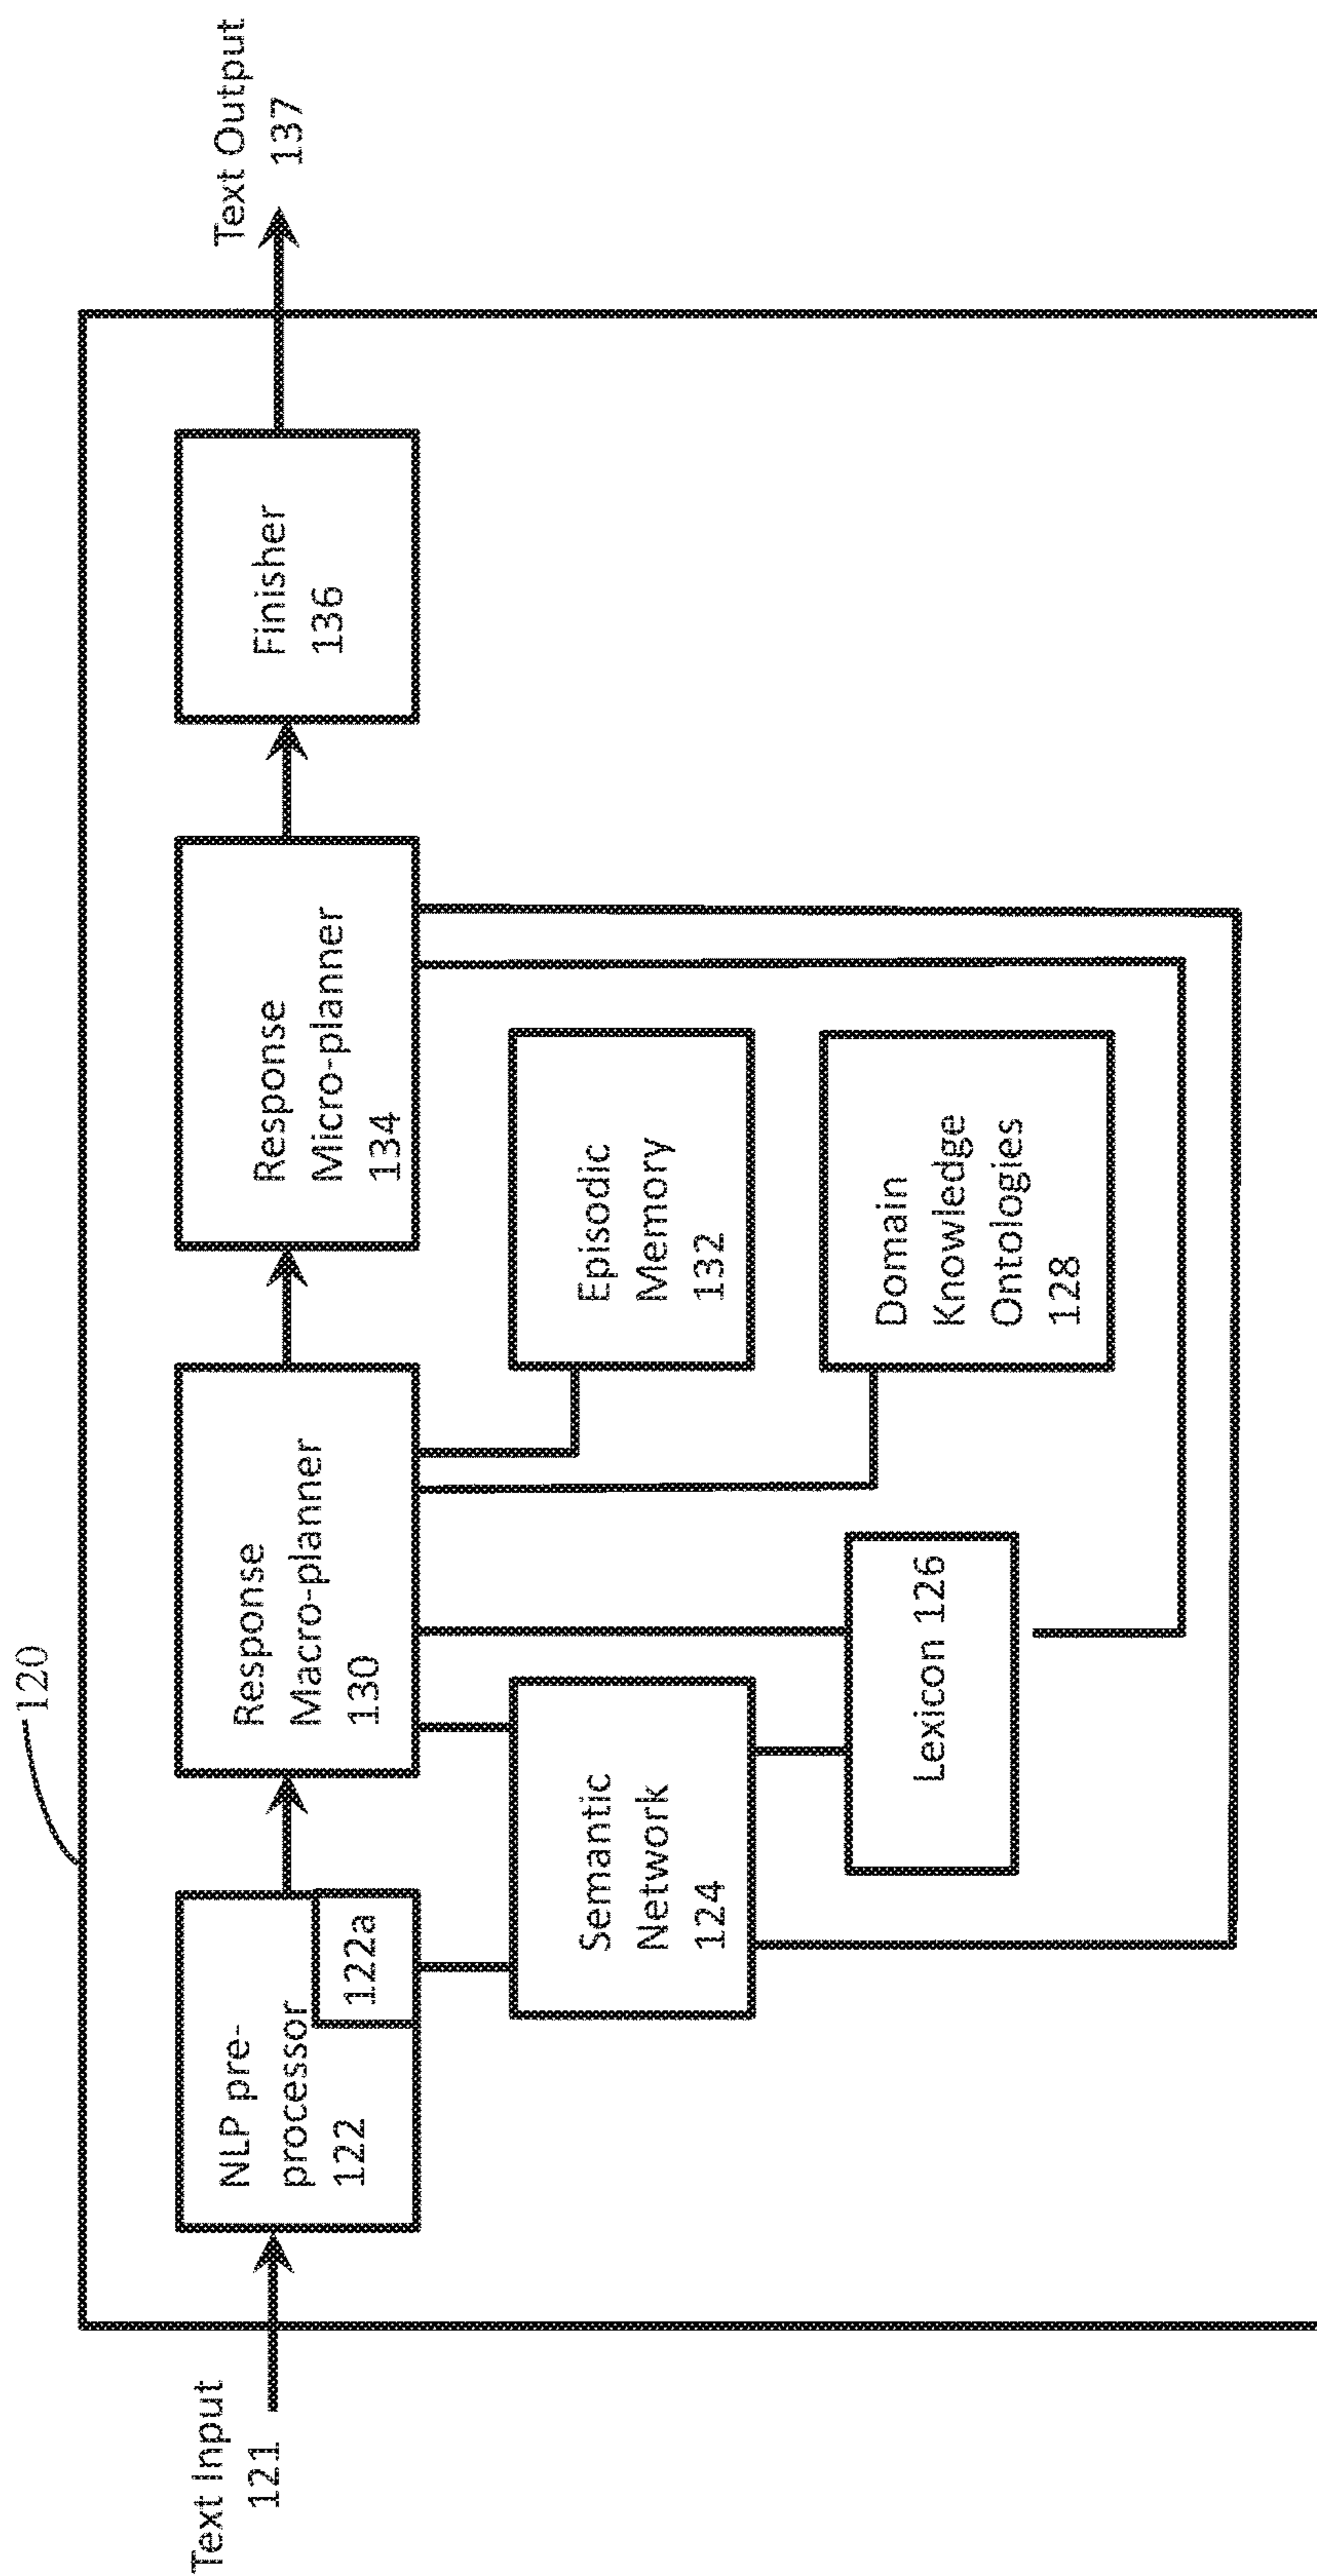 120
Text Input
121
NLP pre-
processor
122
122a
Response
Macro-planner
130
Response
Micro-planner
134
Finisher
136
Text Output
137
Semantic
Network
124
Episodic
Memory
132
Lexicon 126
Domain
Knowledge
Ontologies
128